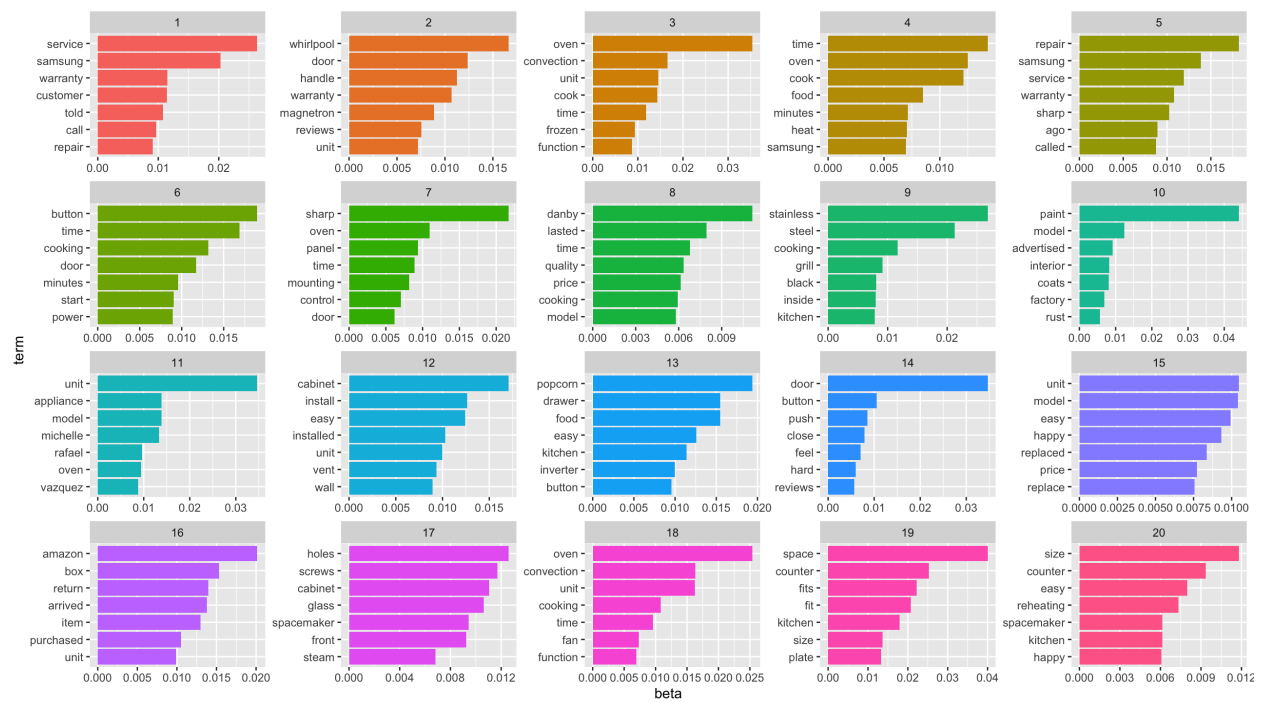 1
service
samsung
warranty
customer
told
call
repair
0.00 0.01 0.02
2
whirlpool
door
handle
warranty
magnetron
reviews
unit
0.000 0.005 0.010 0.015
3
oven
convection
unit
cook
time
frozen
function
0.00 0.01 0.02 0.03
4
time
oven
cook
food
minutes
heat
samsung
0.000 0.005 0.010
5
repair
samsung
service
warranty
sharp
ago
called
0.000 0.005 0.010 0.015
6
button
time
cooking
door
minutes
start
power
0.000 0.005 0.010 0.015
7
sharp
oven
panel
time
mounting
control
door
0.000 0.005 0.010 0.015 0.020
8
danby
lasted
time
quality
price
cooking
model
0.000 0.003 0.006 0.009
9
stainless
steel
cooking
grill
black
inside
kitchen
0.00 0.01 0.02
10
paint
model
advertised
interior
coats
factory
rust
0.00 0.01 0.02 0.03 0.04
term
11
unit
appliance
model
michelle
rafael
oven
vazquez
0.00 0.01 0.02 0.03
12
cabinet
install
easy
installed
unit
vent
wall
0.000 0.005 0.010 0.015
13
popcorn
drawer
food
easy
kitchen
inverter
button
0.000 0.005 0.010 0.015 0.020
14
door
button
push
close
feel
hard
reviews
0.00 0.01 0.02 0.03
15
unit
model
easy
happy
replaced
price
replace
0.0000 0.0025 0.0050 0.0075 0.0100
16
amazon
box
return
arrived
item
purchased
unit
0.000 0.005 0.010 0.015 0.020
17
holes
screws
cabinet
glass
spacemaker
front
steam
0.000 0.004 0.008 0.012
18
oven
convection
unit
cooking
time
fan
function
0.000 0.005 0.010 0.015 0.020 0.025
19
space
counter
fits
fit
kitchen
size
plate
0.00 0.01 0.02 0.03 0.04
20
size
counter
easy
reheating
spacemaker
kitchen
happy
0.000 0.003 0.006 0.009 0.012
beta